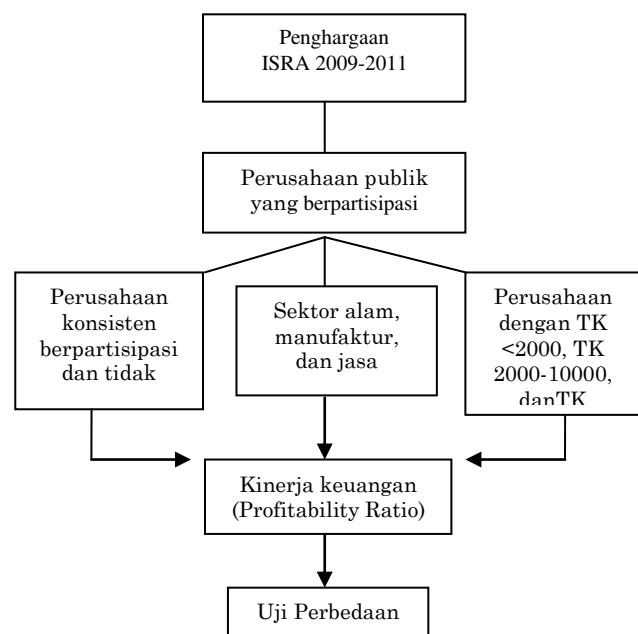 Penghargaan
ISRA 2009-2011
Perusahaan publik
yang berpartisipasi
Perusahaan
konsisten
berpartisipasi
dan tidak
Sektor alam,
manufaktur,
dan jasa
Perusahaan
dengan TK
<2000, TK
2000-10000,
danTK
Kinerja keuangan
(Profitability Ratio)
Uji Perbedaan